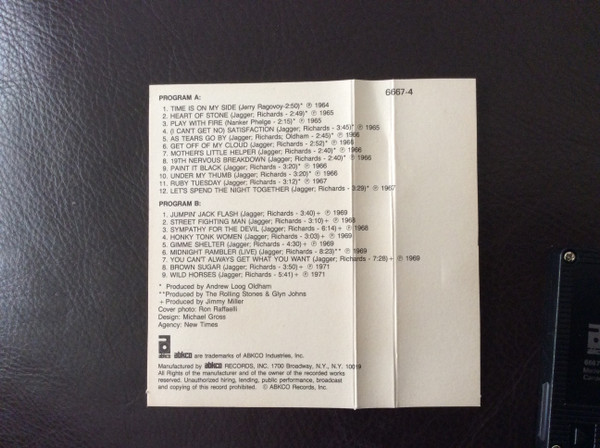 6667-4
PROGRAM A:
1. TIME IS ON MY SIDE (Jerry Ragovoy-2:50)* ℗ 1964
2. HEART OF STONE (Jagger; Richards - 2:49)* ℗ 1965
3. PLAY WITH FIRE (Nanker Phelge - 2:15)* ℗ 1965
4. (I CAN'T GET NO) SATISFACTION (Jagger; Richards - 3:45)* ℗ 1965
5. AS TEARS GO BY (Jagger; Richards; Oldham - 2:45)* ℗ 1966
6. GET OFF OF MY CLOUD (Jagger; Richards - 2:52)* ℗ 1966
7. MOTHER'S LITTLE HELPER (Jagger; Richards - 2:40)* ℗ 1966
8. 19TH NERVOUS BREAKDOWN (Jagger; Richards - 2:40)* ℗ 1966
9. PAINT IT BLACK (Jagger; Richards - 3:20)* ℗ 1966
10. UNDER MY THUMB (Jagger; Richards - 3:20)* ℗ 1966
11. RUBY TUESDAY (Jagger; Richards - 3:12)* ℗ 1967
12. LET'S SPEND THE NIGHT TOGETHER (Jagger; Richards - 3:29)* ℗ 1967
PROGRAM B:
1. JUMPIN' JACK FLASH (Jagger; Richards - 3:40)+ ℗ 1969
2. STREET FIGHTING MAN (Jagger; Richards - 3:10)+ ℗ 1968
3. SYMPATHY FOR THE DEVIL (Jagger; Richards - 6:14)+ ℗ 1968
4. HONKY TONK WOMEN (Jagger; Richards - 3:03)+ ℗ 1969
5. GIMME SHELTER (Jagger; Richards - 4:30)+ ℗ 1969
6. MIDNIGHT RAMBLER (LIVE) (Jagger; Richards - 8:23)** ℗ 1969
7. YOU CAN'T ALWAYS GET WHAT YOU WANT (Jagger; Richards - 7:28)+ ℗ 1969
8. BROWN SUGAR (Jagger; Richards - 3:50)+ ℗ 1971
9. WILD HORSES (Jagger; Richards - 5:41)+ ℗ 1971
* Produced by Andrew Loog Oldham
**Produced by The Rolling Stones & Glyn Johns
+ Produced by Jimmy Miller
Cover photo: Ron Raffaelli
Design: Michael Gross
Agency: New Times
abkco abkco are trademarks of ABKCO Industries, Inc.
Manufactured by abkco RECORDS, INC. 1700 Broadway, N.Y., N.Y. 10019
All Rights of the manufacturer and of the owner of the recorded works
reserved. Unauthorized hiring, lending, public performance, broadcast
and copying of this record prohibited. © ABKCO Records, Inc.